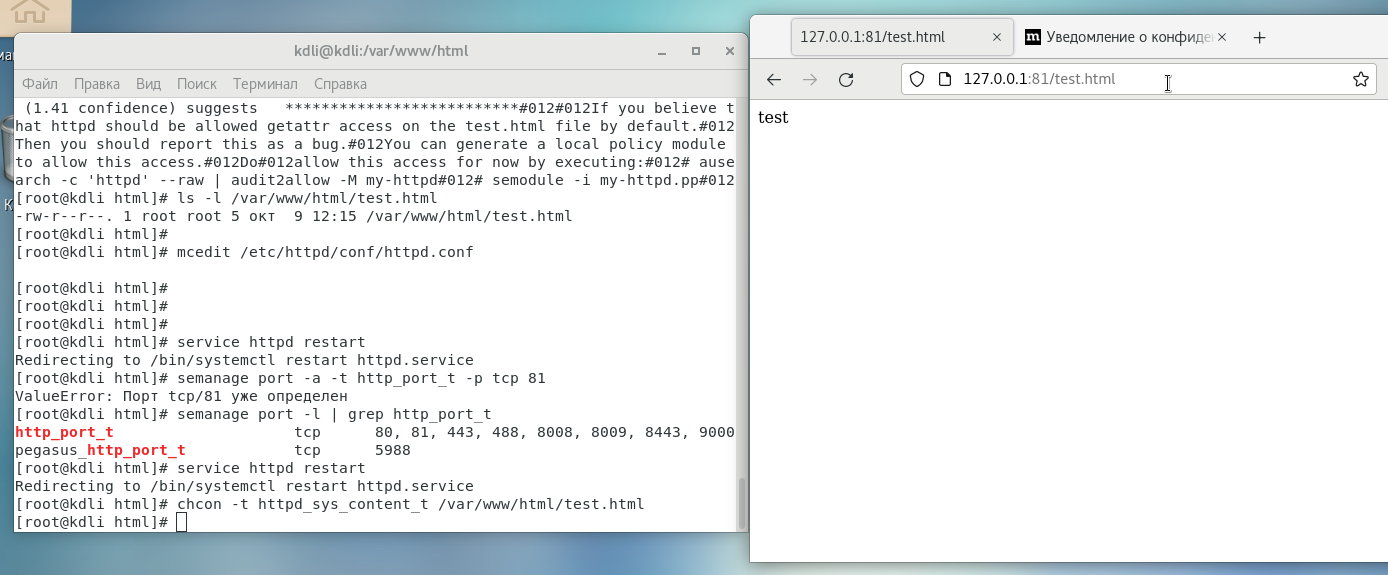 kdli@kdli:/var/www/html
Файл Правка Вид Поиск Терминал Справка
(1.41 confidence) suggests   **************************#012#012If you believe t
hat httpd should be allowed getattr access on the test.html file by default.#012
Then you should report this as a bug.#012You can generate a local policy module
to allow this access.#012Do#012allow this access for now by executing:#012# ause
arch -c 'httpd' --raw | audit2allow -M my-httpd#012# semodule -i my-httpd.pp#012
[root@kdli html]# ls -l /var/www/html/test.html
-rw-r--r--. 1 root root 5 окт  9 12:15 /var/www/html/test.html
[root@kdli html]#
[root@kdli html]# mcedit /etc/httpd/conf/httpd.conf
[root@kdli html]#
[root@kdli html]#
[root@kdli html]#
[root@kdli html]# service httpd restart
Redirecting to /bin/systemctl restart httpd.service
[root@kdli html]# semanage port -a -t http_port_t -p tcp 81
ValueError: Порт tcp/81 уже определен
[root@kdli html]# semanage port -l | grep http_port_t
http_port_t                    tcp      80, 81, 443, 488, 8008, 8009, 8443, 9000
pegasus_http_port_t            tcp      5988
[root@kdli html]# service httpd restart
Redirecting to /bin/systemctl restart httpd.service
[root@kdli html]# chcon -t httpd_sys_content_t /var/www/html/test.html
[root@kdli html]#
127.0.0.1:81/test.html
m Уведомление о конфиден
127.0.0.1:81/test.html
test